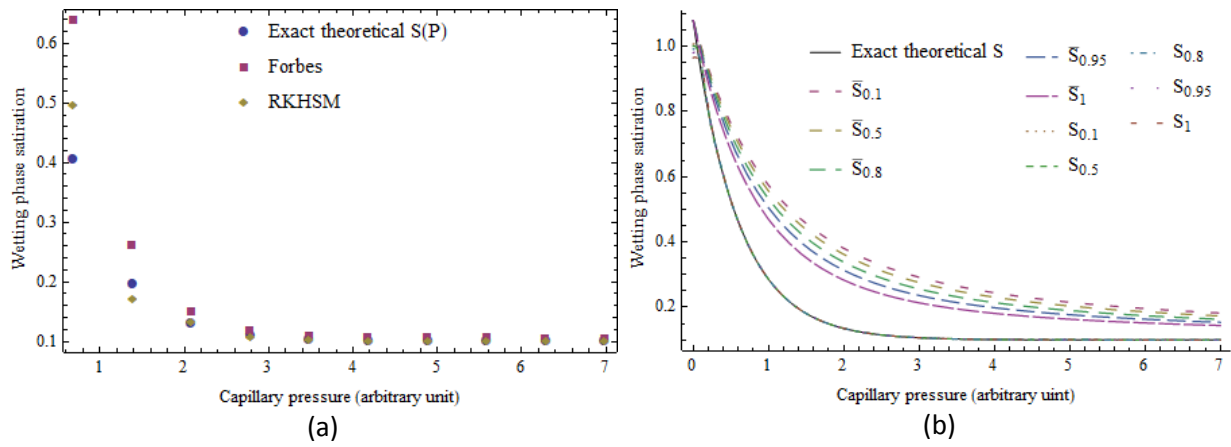 Exact theoretical S(P)
Forbes
RKHSM
Wetting phase satiration
0.6
0.5
0.4
0.3
0.2
0.1
1 2 3 4 5 6 7
Capillary pressure (arbitrary unit)
(a)
Exact theoretical S
S̅0.1
S̅0.5
S̅0.8
S̅0.95
S̅1
S0.1
S0.5
S0.8
S0.95
S1
Wetting phase satiration
1.0
0.8
0.6
0.4
0.2
0 1 2 3 4 5 6 7
Capillary pressure (arbitrary uint)
(b)